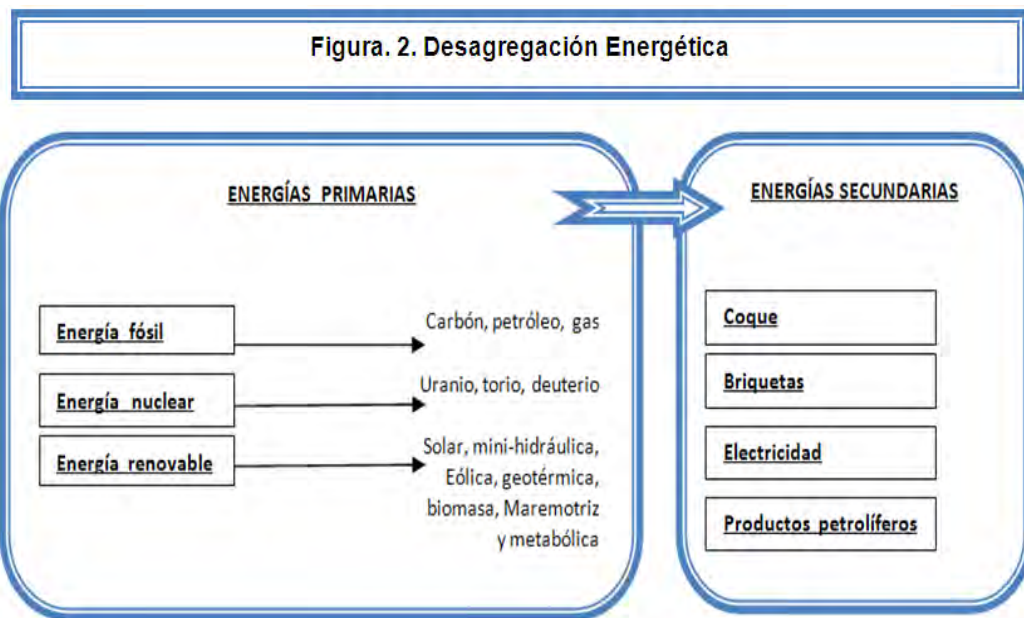 Figura. 2. Desagregación Energética
ENERGÍAS PRIMARIAS
Energía fósil
Carbón, petróleo, gas
Energía nuclear
Uranio, torio, deuterio
Energía renovable
Solar, mini-hidráulica,
Eólica, geotérmica,
biomasa, Maremotriz
y metabólica
ENERGÍAS SECUNDARIAS
Coque
Briquetas
Electricidad
Productos petrolíferos